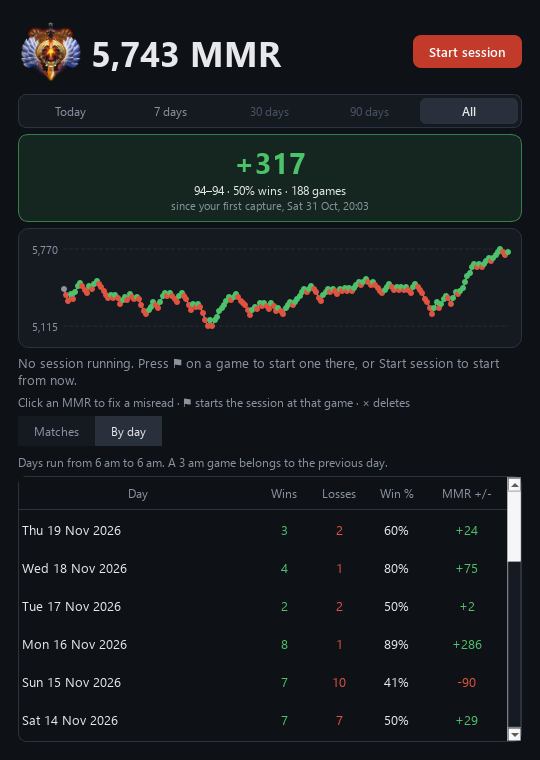 5,743 MMR
Start session
Today 7 days 30 days 90 days All
+317
94–94 · 50% wins · 188 games
since your first capture, Sat 31 Oct, 20:03
5,770
5,115
No session running. Press ⚑ on a game to start one there, or Start session to start
from now.
Click an MMR to fix a misread · ⚑ starts the session at that game · × deletes
Matches By day
Days run from 6 am to 6 am. A 3 am game belongs to the previous day.
Day Wins Losses Win % MMR +/-
Thu 19 Nov 2026 3 2 60% +24
Wed 18 Nov 2026 4 1 80% +75
Tue 17 Nov 2026 2 2 50% +2
Mon 16 Nov 2026 8 1 89% +286
Sun 15 Nov 2026 7 10 41% -90
Sat 14 Nov 2026 7 7 50% +29